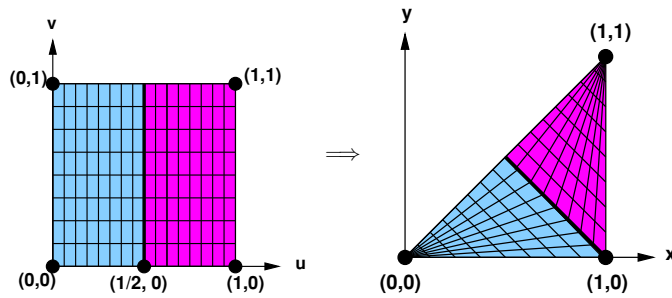 v
(0,1)
(1,1)
(0,0)
(1/2, 0)
(1,0)
u
⟹
y
(1,1)
(0,0)
(1,0)
x